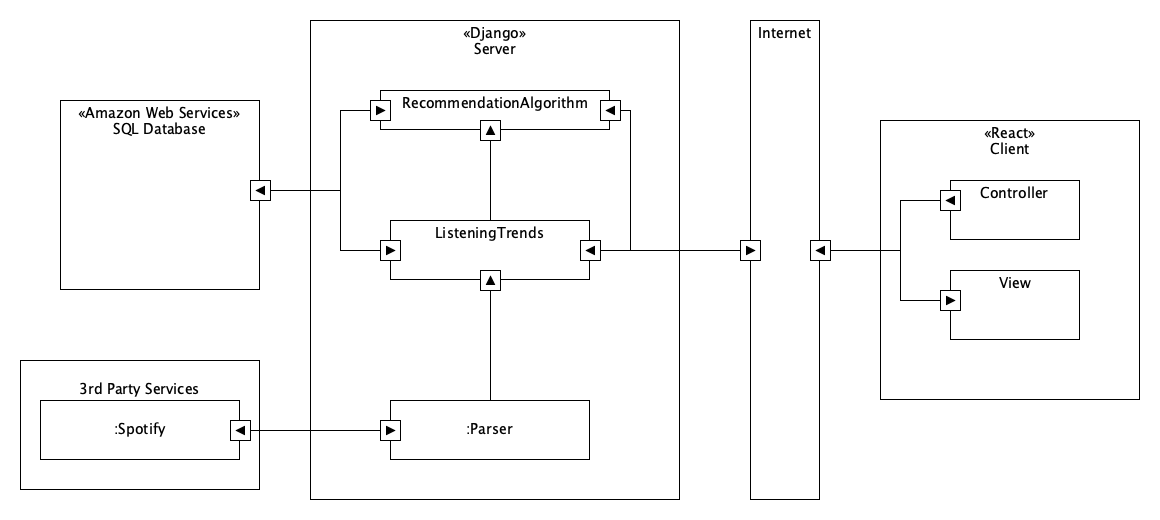 «Django»
Server
Internet
RecommendationAlgorithm
«Amazon Web Services»
SQL Database
«React»
Client
Controller
ListeningTrends
View
3rd Party Services
:Spotify
:Parser